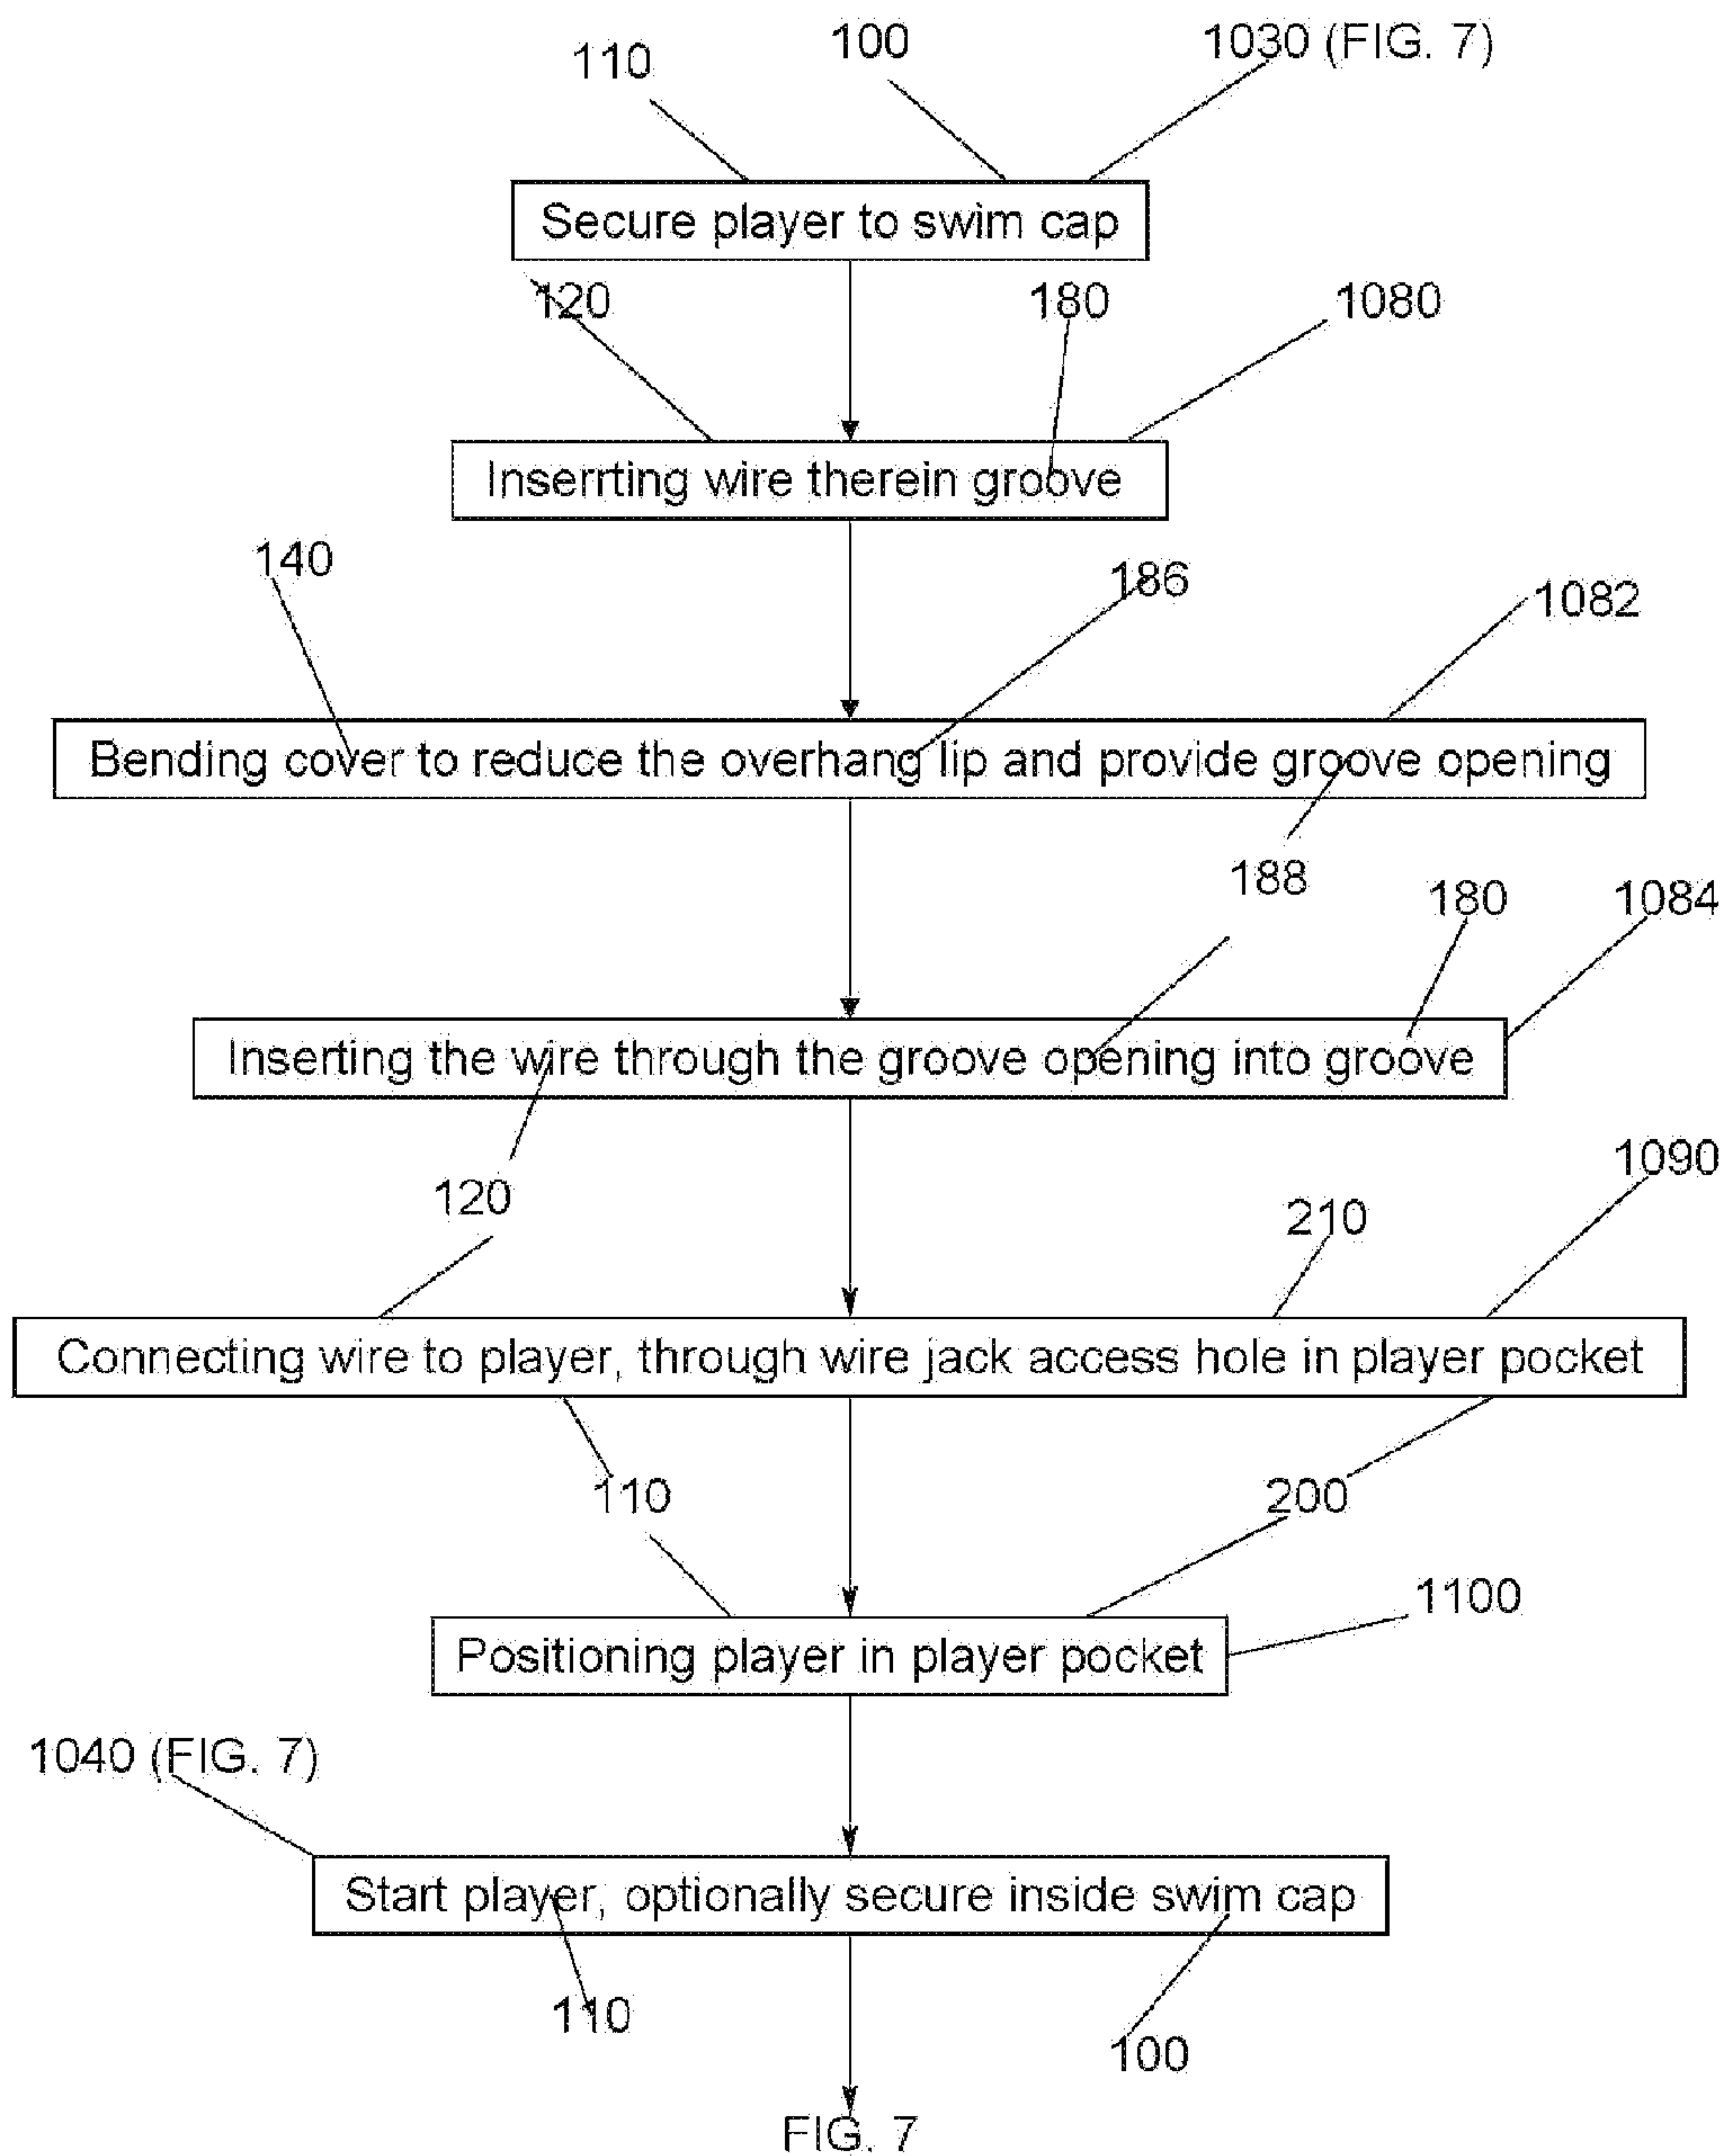 110 100 1030 (FIG. 7)
Secure player to swim cap
120 180 1080
Inserrting wire therein groove
140 186 1082
Bending cover to reduce the overhang lip and provide groove opening
188 180 1084
Inserting the wire through the groove opening into groove
120 210 1090
Connecting wire to player, through wire jack access hole in player pocket
110 200
1100
Positioning player in player pocket
1040 (FIG. 7)
Start player, optionally secure inside swim cap
110 100
FIG. 7